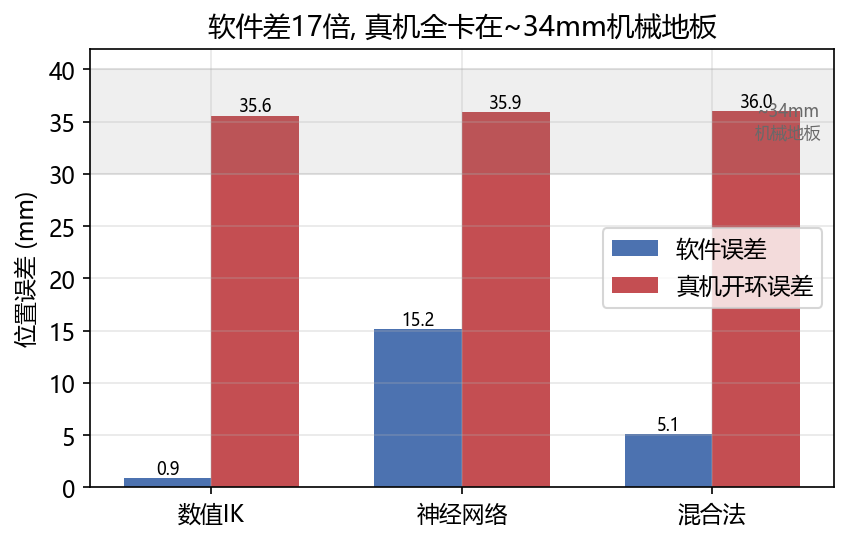 软件差17倍, 真机全卡在~34mm机械地板
位置误差 (mm)
40
35
30
25
20
15
10
5
0
35.6
35.9
36.0
~34mm
机械地板
15.2
0.9
5.1
软件误差
真机开环误差
数值IK
神经网络
混合法